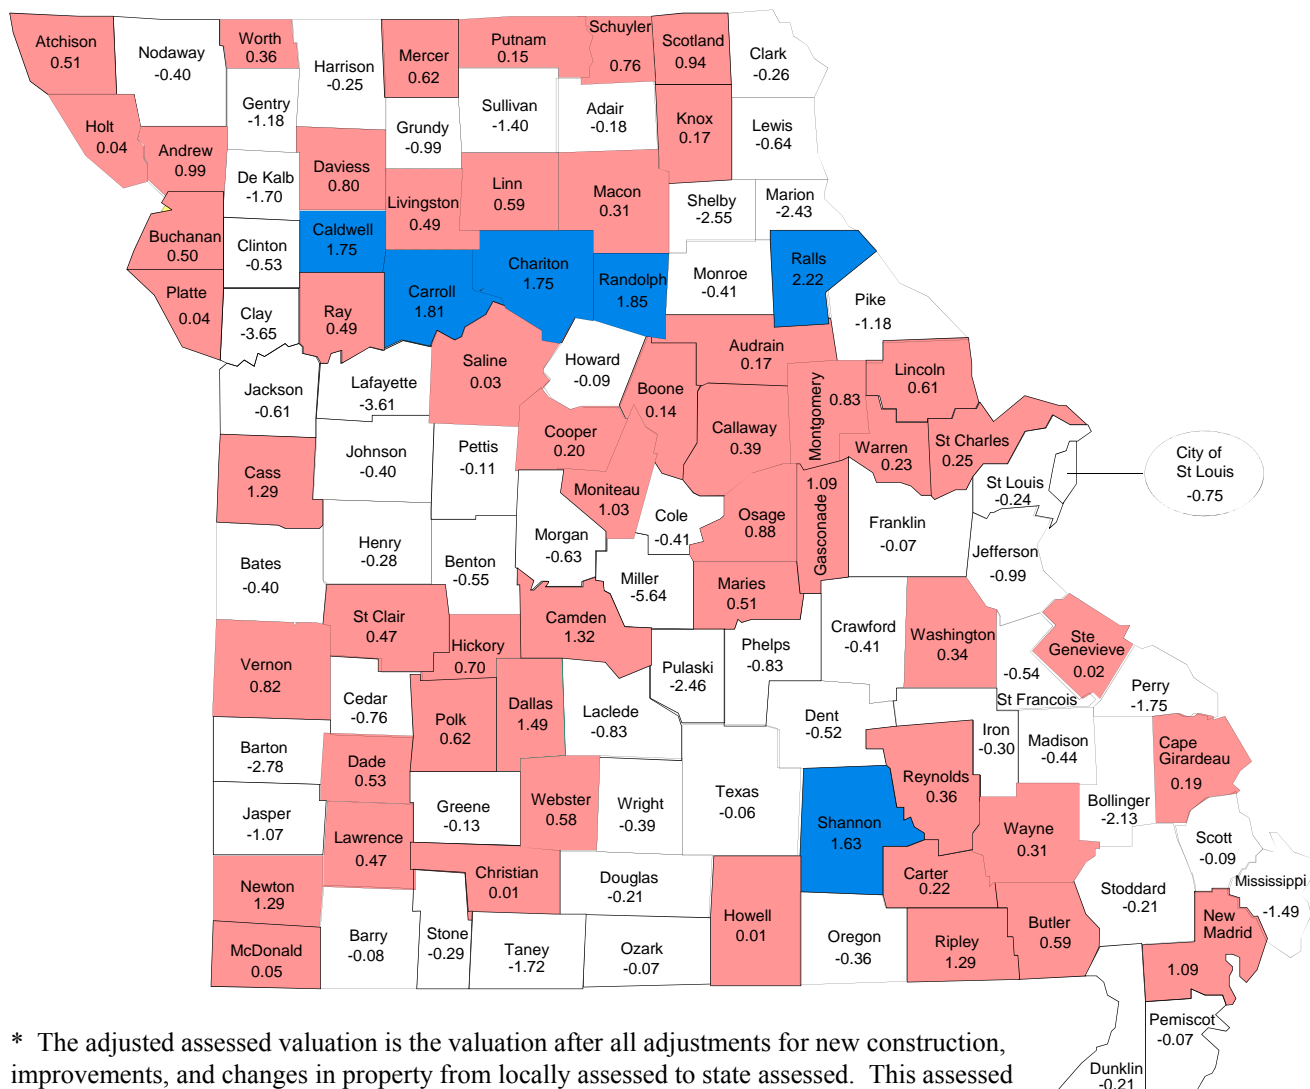 Atchison
0.51
Nodaway
-0.40
Worth
0.36
Harrison
-0.25
Mercer
0.62
Putnam
0.15
Schuyler
0.76
Scotland
0.94
Clark
-0.26
Holt
0.04
Andrew
0.99
Gentry
-1.18
De Kalb
-1.70
Daviess
0.80
Grundy
-0.99
Sullivan
-1.40
Adair
-0.18
Knox
0.17
Lewis
-0.64
Livingston
0.49
Linn
0.59
Macon
0.31
Shelby
-2.55
Marion
-2.43
Buchanan
0.50
Clinton
-0.53
Caldwell
1.75
Carroll
1.81
Chariton
1.75
Randolph
1.85
Monroe
-0.41
Ralls
2.22
Pike
-1.18
Platte
0.04
Clay
-3.65
Ray
0.49
Jackson
-0.61
Lafayette
-3.61
Saline
0.03
Howard
-0.09
Boone
0.14
Audrain
0.17
Callaway
0.39
Montgomery
0.83
Lincoln
0.61
Warren
0.23
St Charles
0.25
St Louis
-0.24
City of
St Louis
-0.75
Cass
1.29
Johnson
-0.40
Pettis
-0.11
Cooper
0.20
Moniteau
1.03
Morgan
-0.63
Cole
-0.41
Osage
0.88
Gasconade
1.09
Franklin
-0.07
Jefferson
-0.99
Bates
-0.40
Henry
-0.28
Benton
-0.55
Miller
-5.64
Maries
0.51
Camden
1.32
St Clair
0.47
Hickory
0.70
Vernon
0.82
Cedar
-0.76
Polk
0.62
Dallas
1.49
Laclede
-0.83
Pulaski
-2.46
Phelps
-0.83
Crawford
-0.41
Washington
0.34
-0.54
St Francois
Ste
Genevieve
0.02
Perry
-1.75
Dent
-0.52
Iron
-0.30
Madison
-0.44
Cape
Girardeau
0.19
Bollinger
-2.13
Barton
-2.78
Dade
0.53
Jasper
-1.07
Lawrence
0.47
Greene
-0.13
Webster
0.58
Wright
-0.39
Texas
-0.06
Shannon
1.63
Reynolds
0.36
Wayne
0.31
Scott
-0.09
Mississippi
-1.49
Stoddard
-0.21
New
Madrid
1.09
Newton
1.29
Christian
0.01
Douglas
-0.21
Howell
0.01
Carter
0.22
Butler
0.59
McDonald
0.05
Barry
-0.08
Stone
-0.29
Taney
-1.72
Ozark
-0.07
Oregon
-0.36
Ripley
1.29
Pemiscot
-0.07
Dunklin
-0.21
* The adjusted assessed valuation is the valuation after all adjustments for new construction,
improvements, and changes in property from locally assessed to state assessed. This assessed